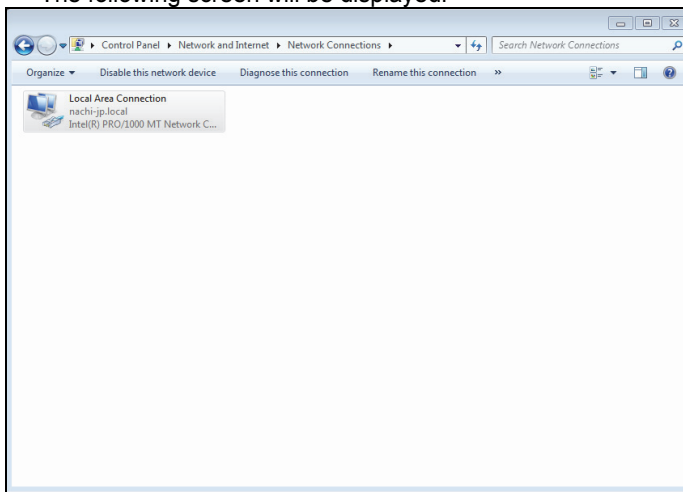 The following screen will be displayed.
Control Panel Network and Internet Network Connections Search Network Connections
Organize Disable this network device Diagnose this connection Rename this connection »
Local Area Connection
nachi-jp.local
Intel(R) PRO/1000 MT Network C...